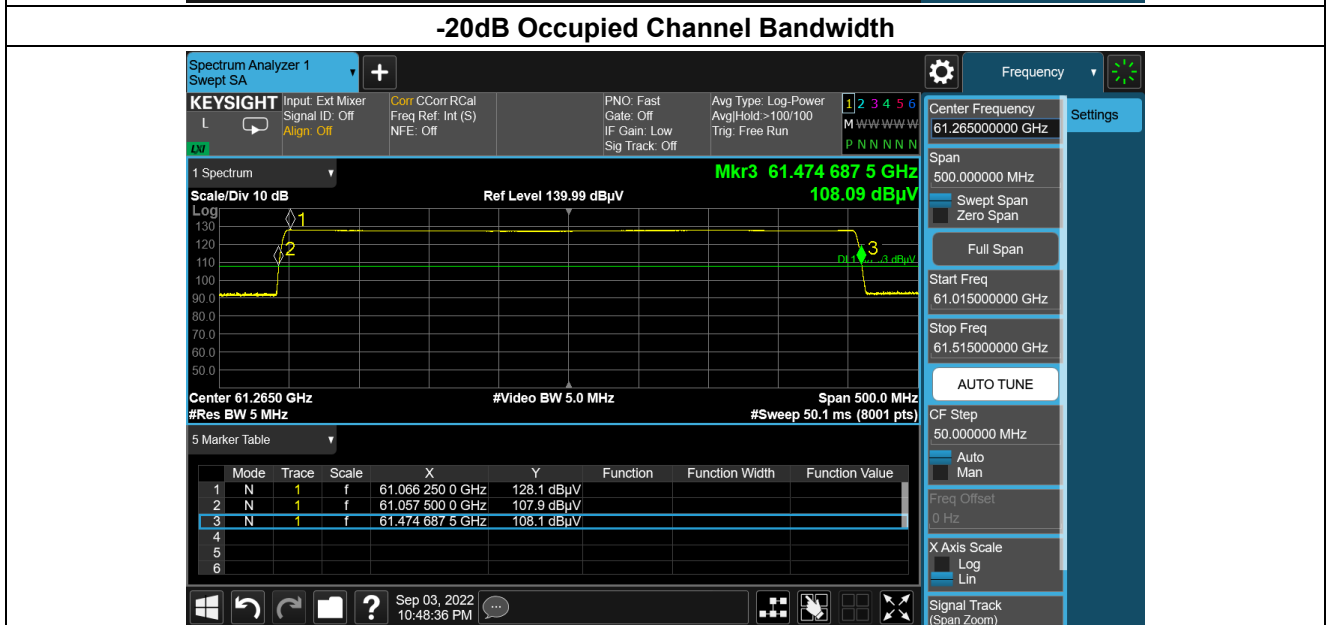 -20dB Occupied Channel Bandwidth
Spectrum Analyzer 1
Swept SA
Frequency
KEYSIGHT
L
LXI
Input: Ext Mixer
Signal ID: Off
Align: Off
Corr CCorr RCal
Freq Ref: Int (S)
NFE: Off
PNO: Fast
Gate: Off
IF Gain: Low
Sig Track: Off
Avg Type: Log-Power
Avg|Hold:>100/100
Trig: Free Run
1 2 3 4 5 6
M W W W W W
P N N N N N
1 Spectrum
Mkr3 61.474 687 5 GHz
Scale/Div 10 dB
Ref Level 139.99 dBµV
108.09 dBµV
Log
130
120
110
100
90.0
80.0
70.0
60.0
50.0
1
2
3
Center 61.2650 GHz
#Video BW 5.0 MHz
Span 500.0 MHz
#Res BW 5 MHz
#Sweep 50.1 ms (8001 pts)
5 Marker Table
Mode Trace Scale X Y Function Function Width Function Value
1 N 1 f 61.066 250 0 GHz 128.1 dBµV
2 N 1 f 61.057 500 0 GHz 107.9 dBµV
3 N 1 f 61.474 687 5 GHz 108.1 dBµV
4
5
6
Sep 03, 2022
10:48:36 PM
Settings
Center Frequency
61.265000000 GHz
Span
500.000000 MHz
Swept Span
Zero Span
Full Span
Start Freq
61.015000000 GHz
Stop Freq
61.515000000 GHz
AUTO TUNE
CF Step
50.000000 MHz
Auto
Man
Freq Offset
0 Hz
X Axis Scale
Log
Lin
Signal Track
(Span Zoom)